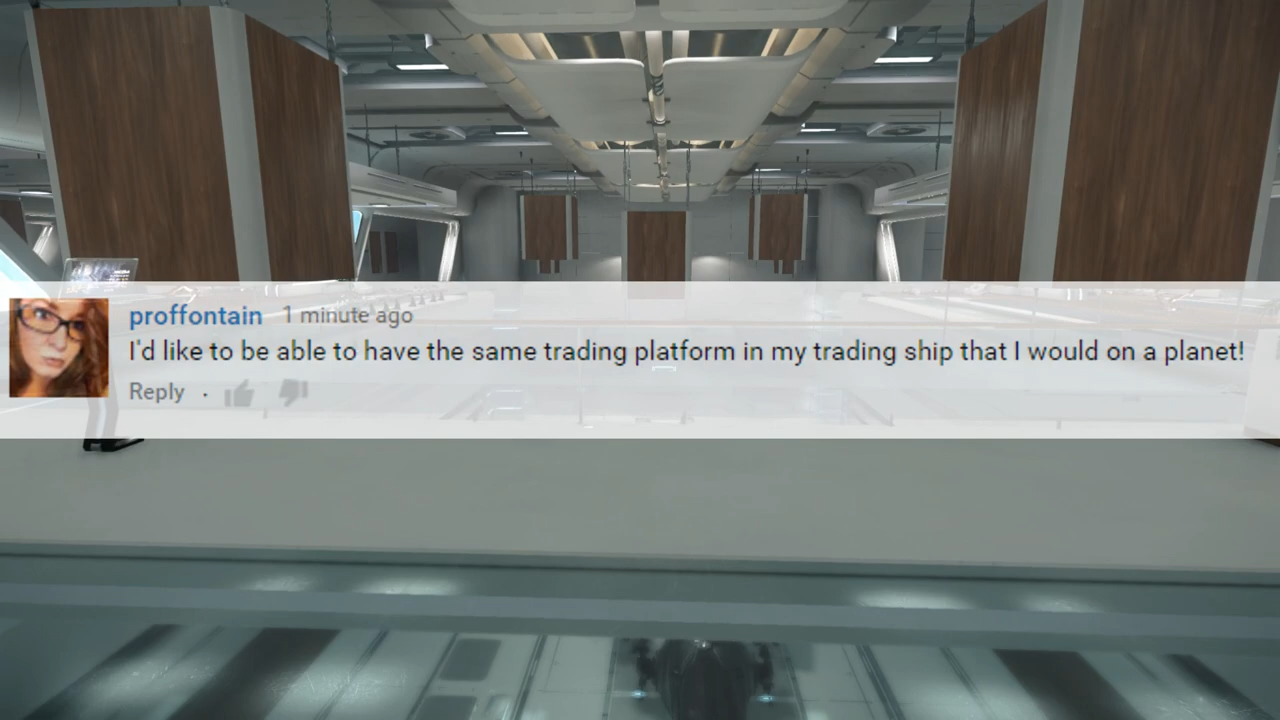 proffontain 1 minute ago
I'd like to be able to have the same trading platform in my trading ship that I would on a planet!
Reply ·